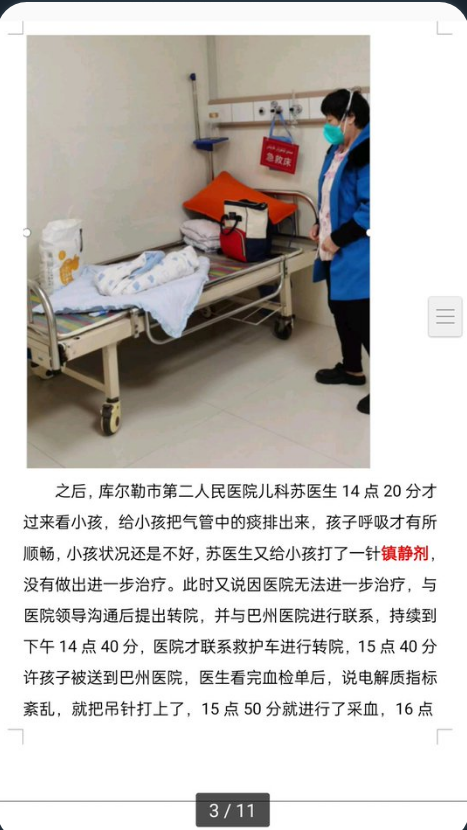 急救床
之后，库尔勒市第二人民医院儿科苏医生 14 点 20 分才
过来看小孩，给小孩把气管中的痰排出来，孩子呼吸才有所
顺畅，小孩状况还是不好，苏医生又给小孩打了一针镇静剂，
没有做出进一步治疗。此时又说因医院无法进一步治疗，与
医院领导沟通后提出转院，并与巴州医院进行联系，持续到
下午 14 点 40 分，医院才联系救护车进行转院，15 点 40 分
许孩子被送到巴州医院，医生看完血检单后，说电解质指标
紊乱，就把吊针打上了，15 点 50 分就进行了采血，16 点
3 / 11